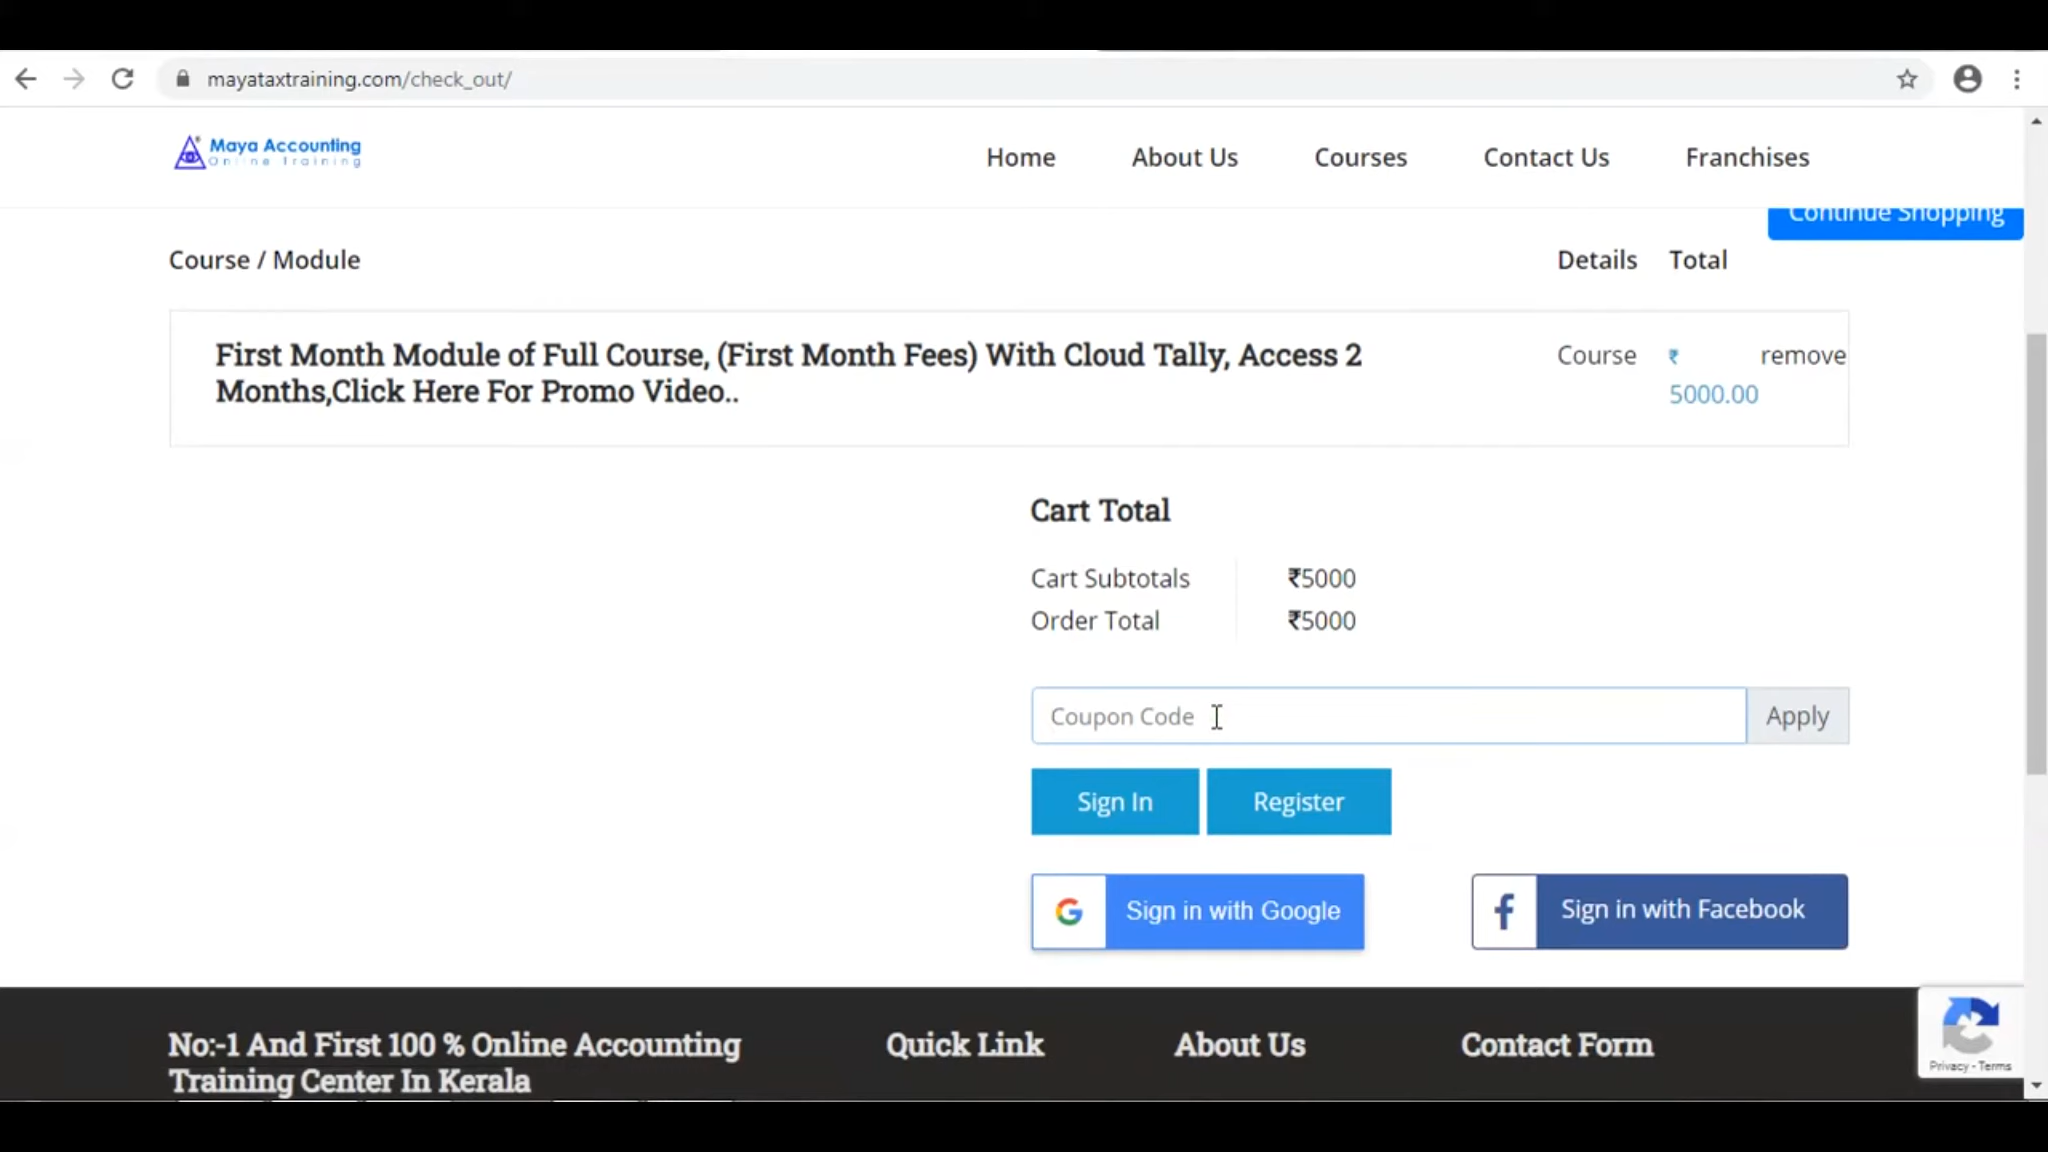 mayataxtraining.com/check_out/
Maya Accounting
Online Training
Home About Us Courses Contact Us Franchises
Continue Shopping
Course / Module Details Total
First Month Module of Full Course, (First Month Fees) With Cloud Tally, Access 2 Course ₹ remove
Months,Click Here For Promo Video.. 5000.00
Cart Total
Cart Subtotals ₹5000
Order Total ₹5000
Coupon Code Apply
Sign In Register
Sign in with Google Sign in with Facebook
No:-1 And First 100 % Online Accounting Quick Link About Us Contact Form
Training Center In Kerala
Privacy - Terms